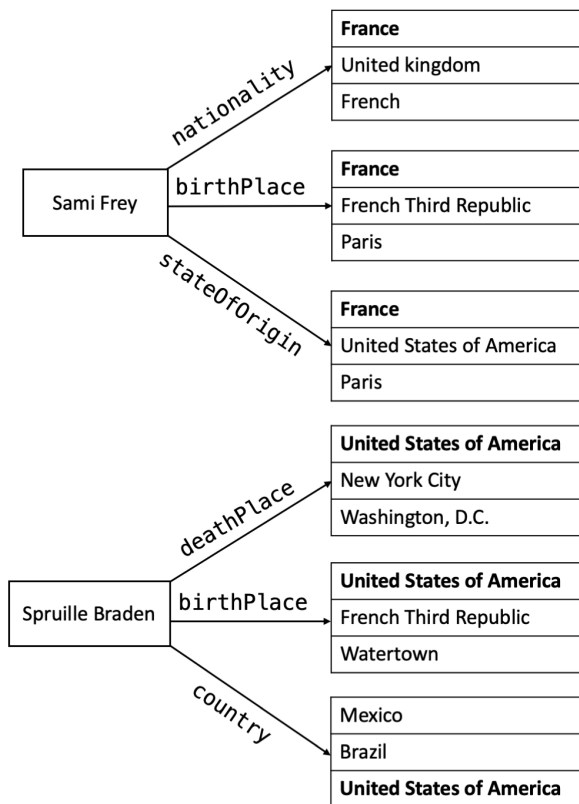 France
United kingdom
French
nationality
Sami Frey
birthPlace
France
French Third Republic
Paris
stateOfOrigin
France
United States of America
Paris
United States of America
New York City
Washington, D.C.
deathPlace
Spruille Braden
birthPlace
United States of America
French Third Republic
Watertown
country
Mexico
Brazil
United States of America